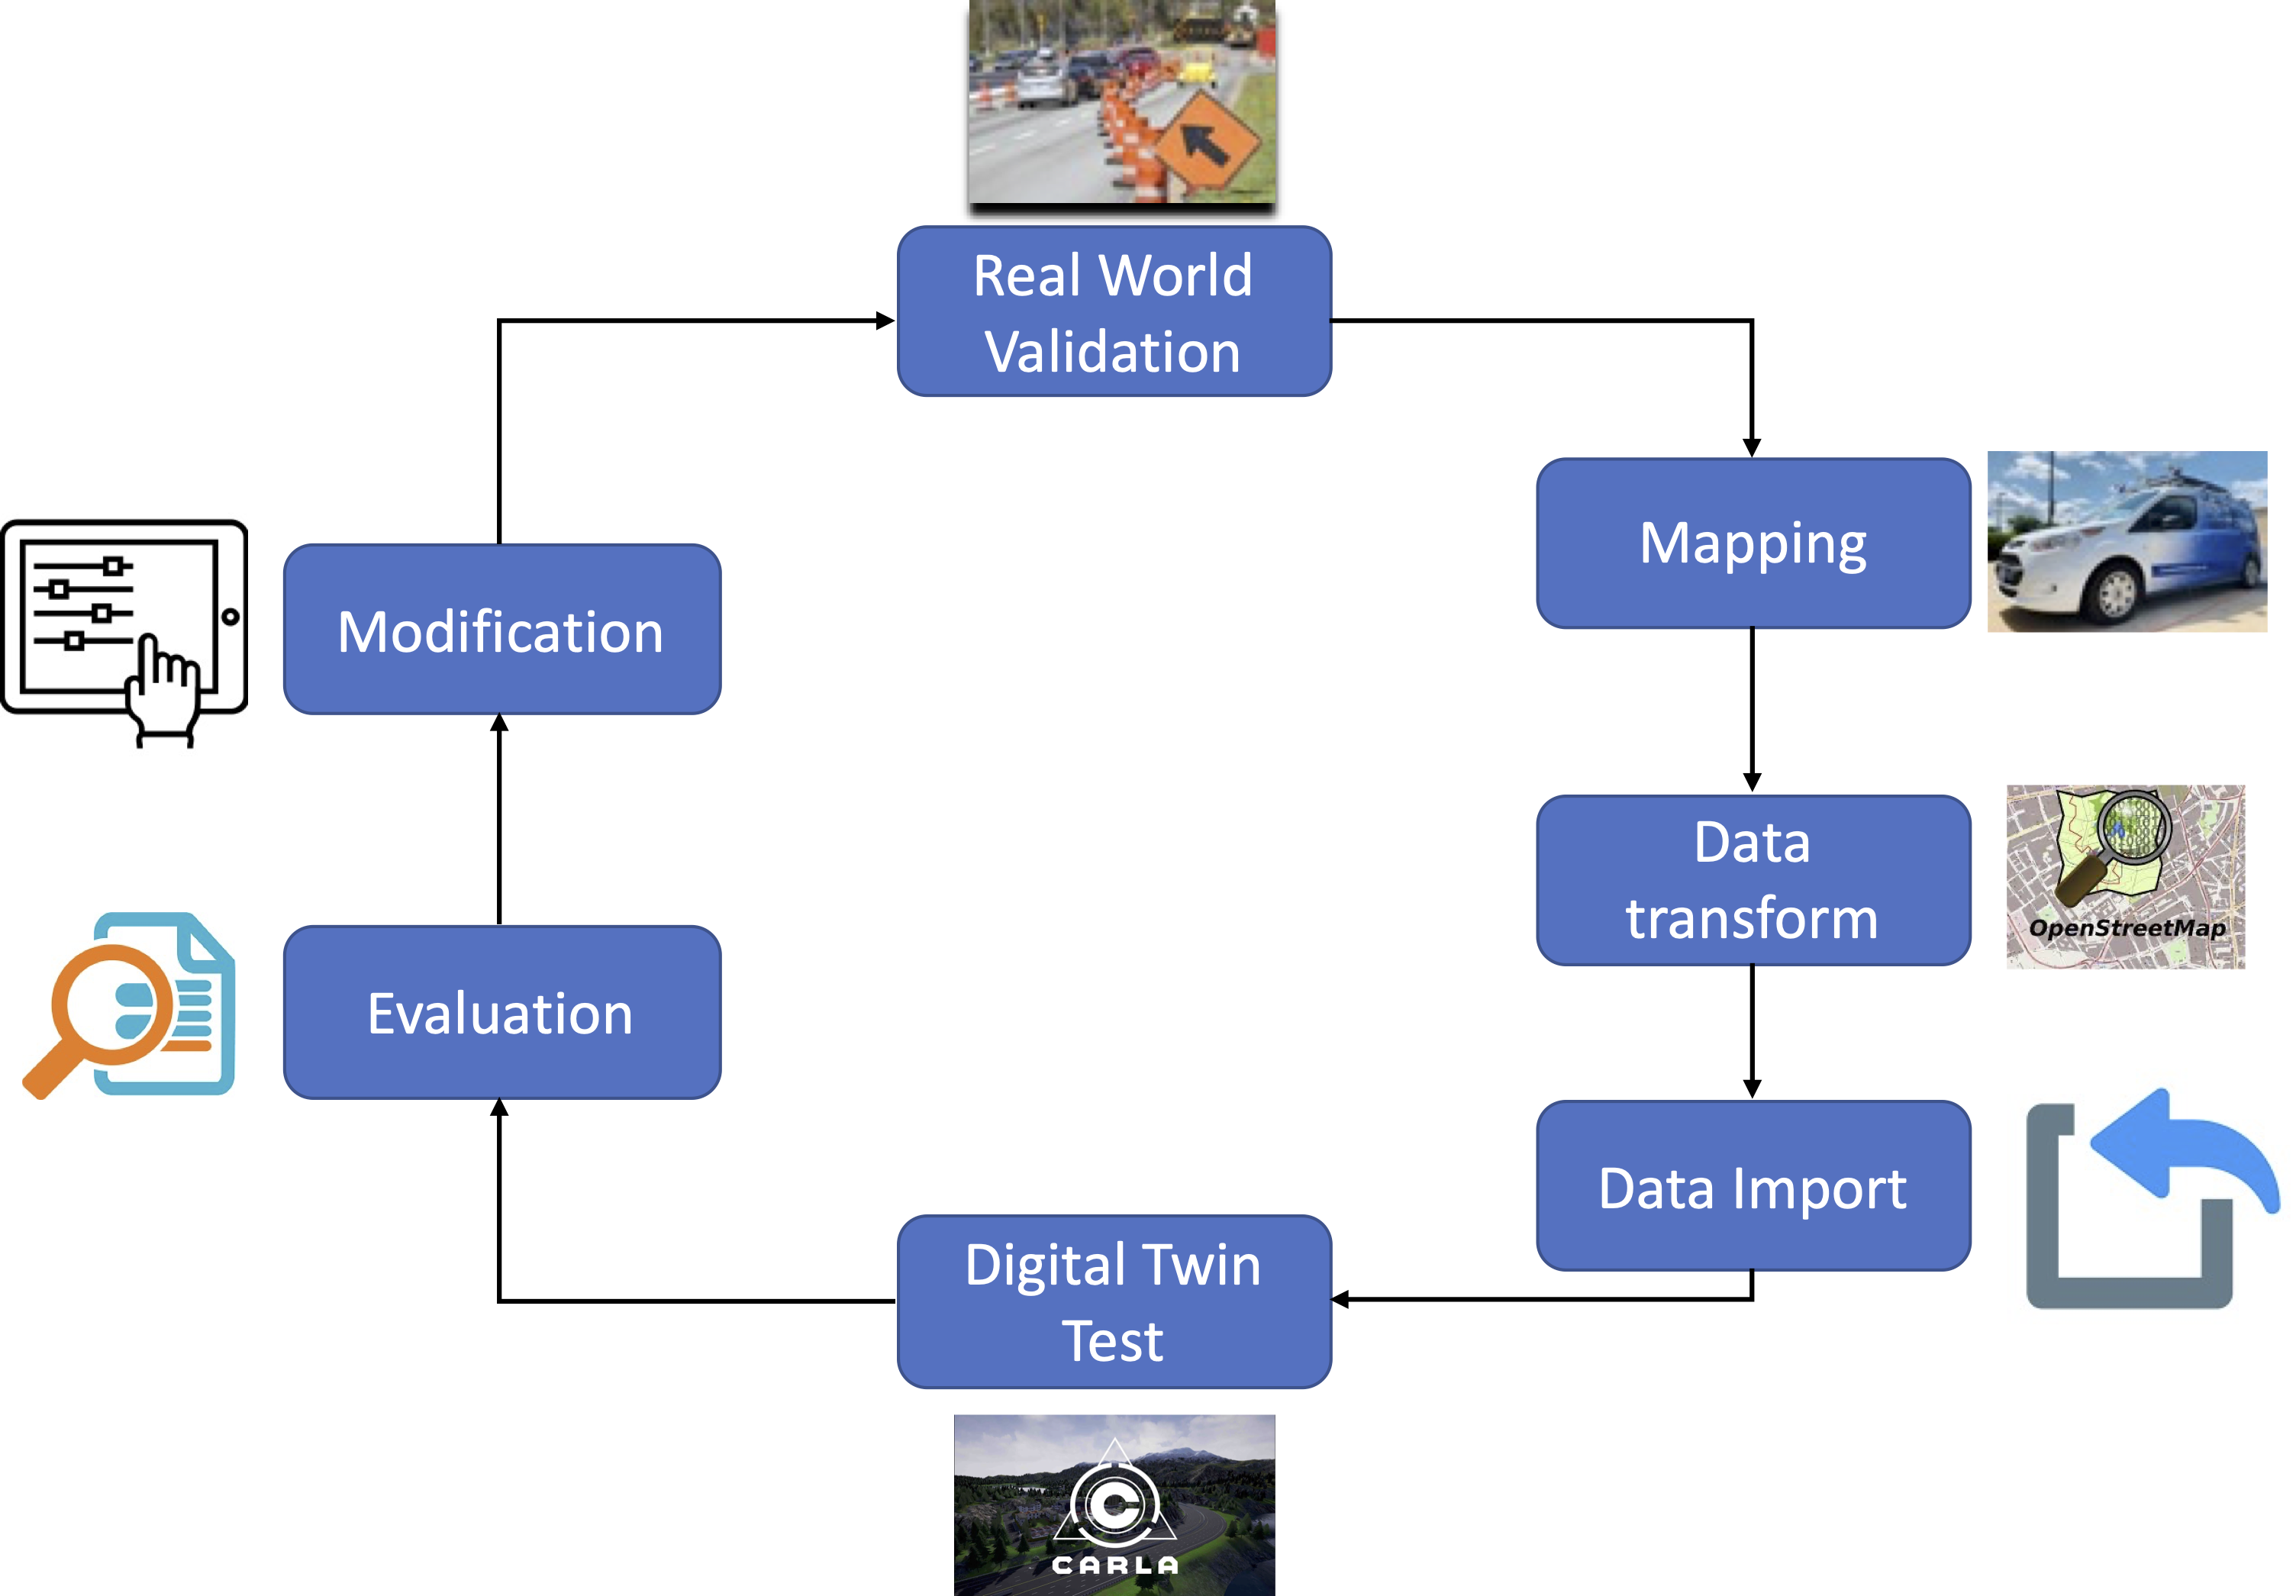 Real World
Validation
Mapping
Modification
Data
transform
OpenStreetMap
Evaluation
Data Import
Digital Twin
Test
CARLA